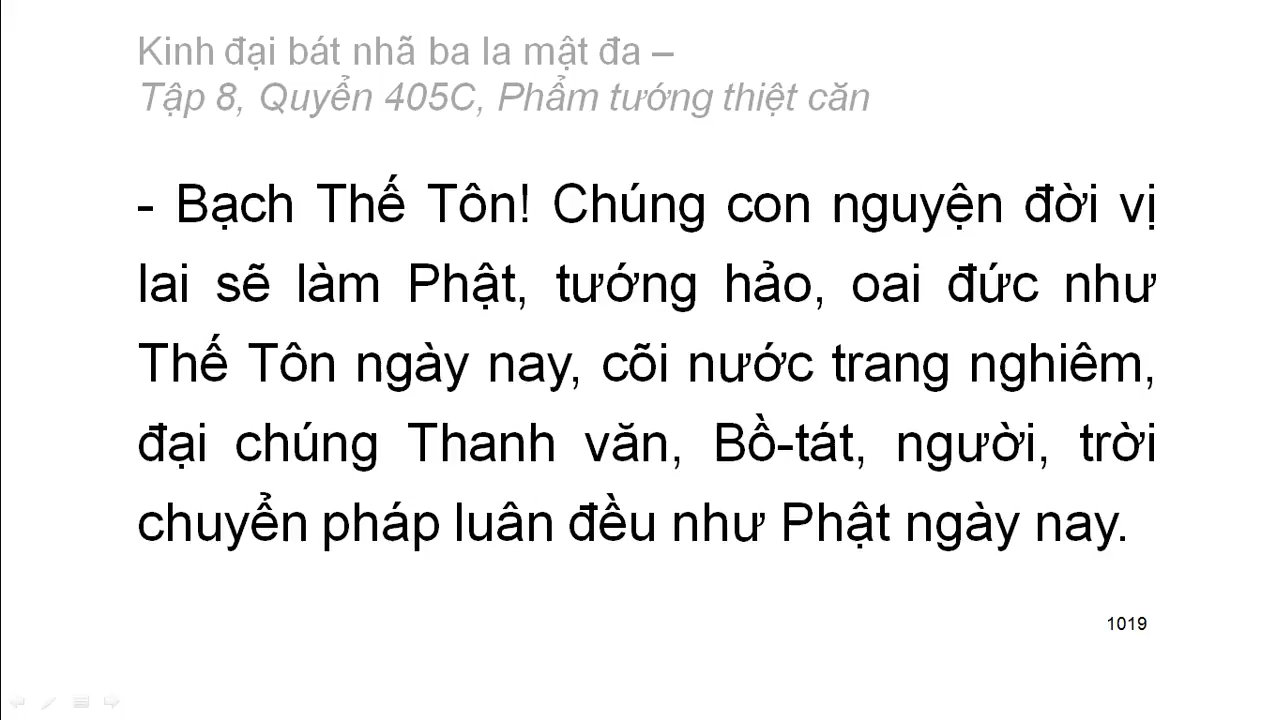 Kinh đại bát nhã ba la mật đa –
Tập 8, Quyển 405C, Phẩm tướng thiệt căn
- Bạch Thế Tôn! Chúng con nguyện đời vị
lai sẽ làm Phật, tướng hảo, oai đức như
Thế Tôn ngày nay, cõi nước trang nghiêm,
đại chúng Thanh văn, Bồ-tát, người, trời
chuyển pháp luân đều như Phật ngày nay.
1019